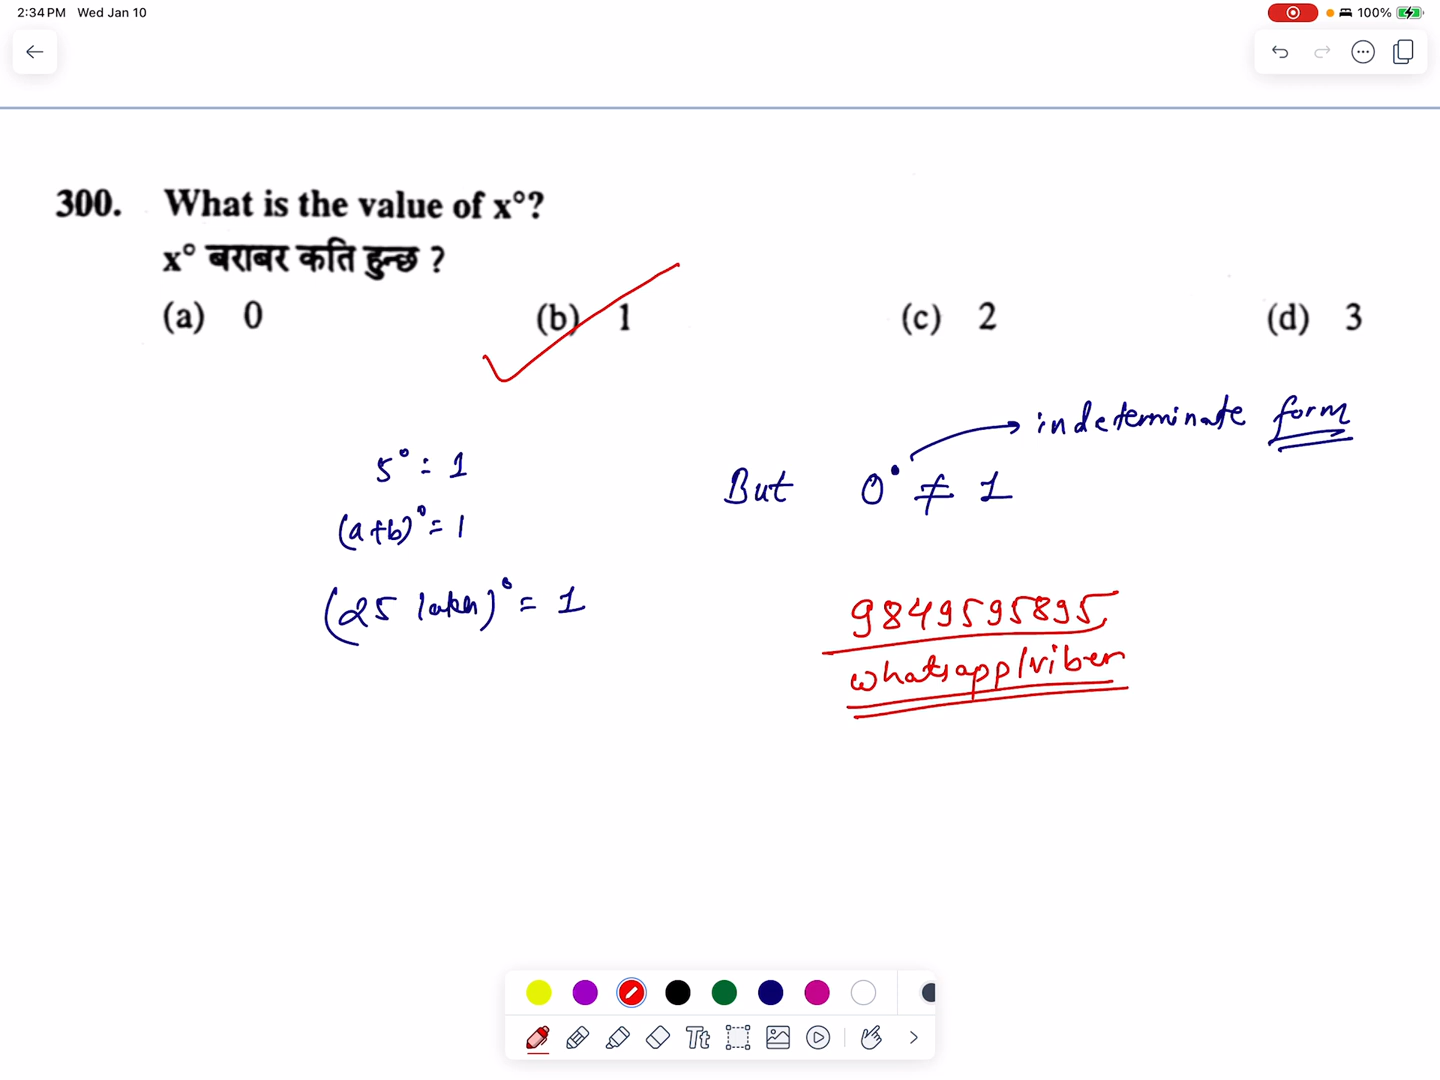 2:34 PM Wed Jan 10
100%
300. What is the value of x°?
x° बराबर कति हुन्छ ?
(a) 0 (b) 1 (c) 2 (d) 3
indeterminate form
5° = 1
But 0° ≠ 1
(a+b)° = 1
(25 lakh)° = 1
9849595895
whatsapp/viber
Tt